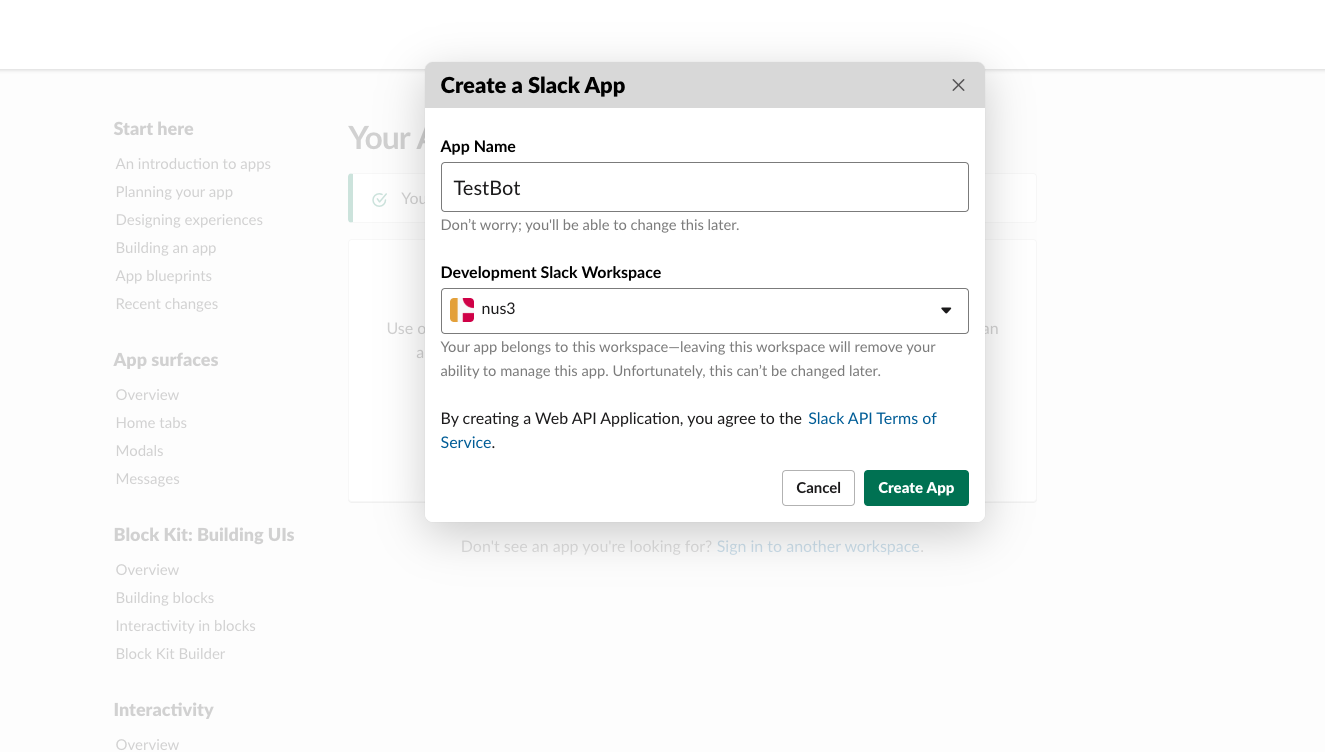 Create a Slack App
App Name
TestBot
Don't worry; you'll be able to change this later.
Development Slack Workspace
nus3
Your app belongs to this workspace—leaving this workspace will remove your
ability to manage this app. Unfortunately, this can't be changed later.
By creating a Web API Application, you agree to the Slack API Terms of
Service.
Cancel
Create App
Start here
An introduction to apps
Planning your app
Designing experiences
Building an app
App blueprints
Recent changes
App surfaces
Overview
Home tabs
Modals
Messages
Block Kit: Building UIs
Overview
Building blocks
Interactivity in blocks
Block Kit Builder
Interactivity
Overview
Your
You
Use
Don't see an app you're looking for? Sign in to another workspace.